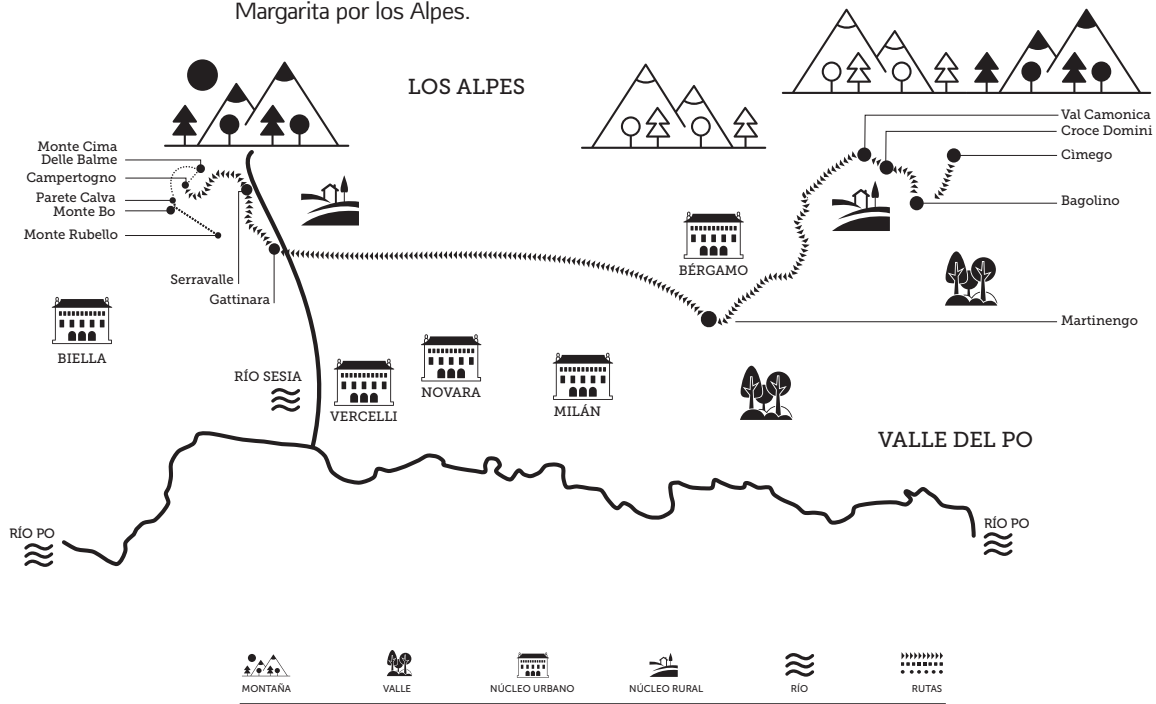 Margarita por los Alpes.
LOS ALPES
Monte Cima
Delle Balme
Campertogno
Parete Calva
Monte Bo
Monte Rubello
Serravalle
Gattinara
Val Camonica
Croce Domini
Cimego
Bagolino
BÉRGAMO
Martinengo
BIELLA
RÍO SESIA
VERCELLI
NOVARA
MILÁN
VALLE DEL PO
RÍO PO
RÍO PO
MONTAÑA
VALLE
NÚCLEO URBANO
NÚCLEO RURAL
RÍO
RUTAS